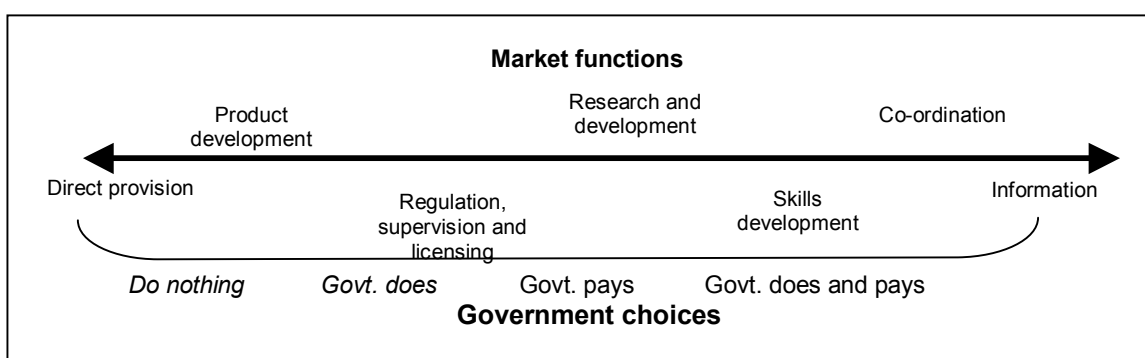 Market functions
Product
development
Research and
development
Co-ordination
Direct provision
Regulation,
supervision and
licensing
Skills
development
Information
Do nothing
Govt. does
Govt. pays
Govt. does and pays
Government choices